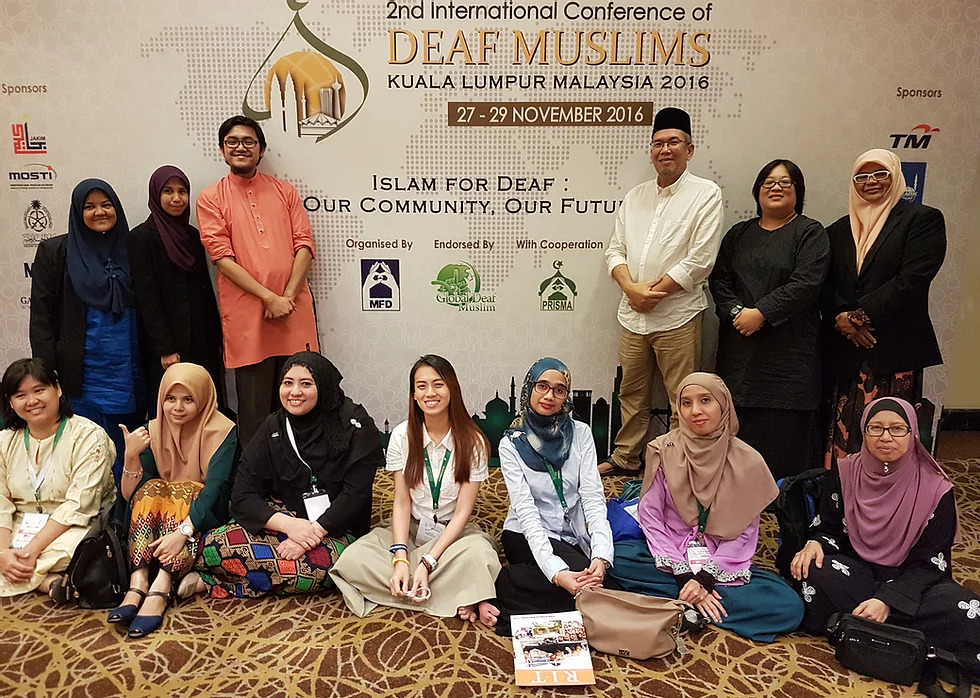 2nd International Conference of
DEAF MUSLIMS
KUALA LUMPUR MALAYSIA 2016
27 - 29 NOVEMBER 2016
ISLAM FOR DEAF :
OUR COMMUNITY, OUR FUTU
Sponsors
JAKIM
MOSTI
Sponsors
TM
Organised By
Endorsed By
With Cooperation
MFD
Global Deaf
Muslim
PRISMA
R·I·T